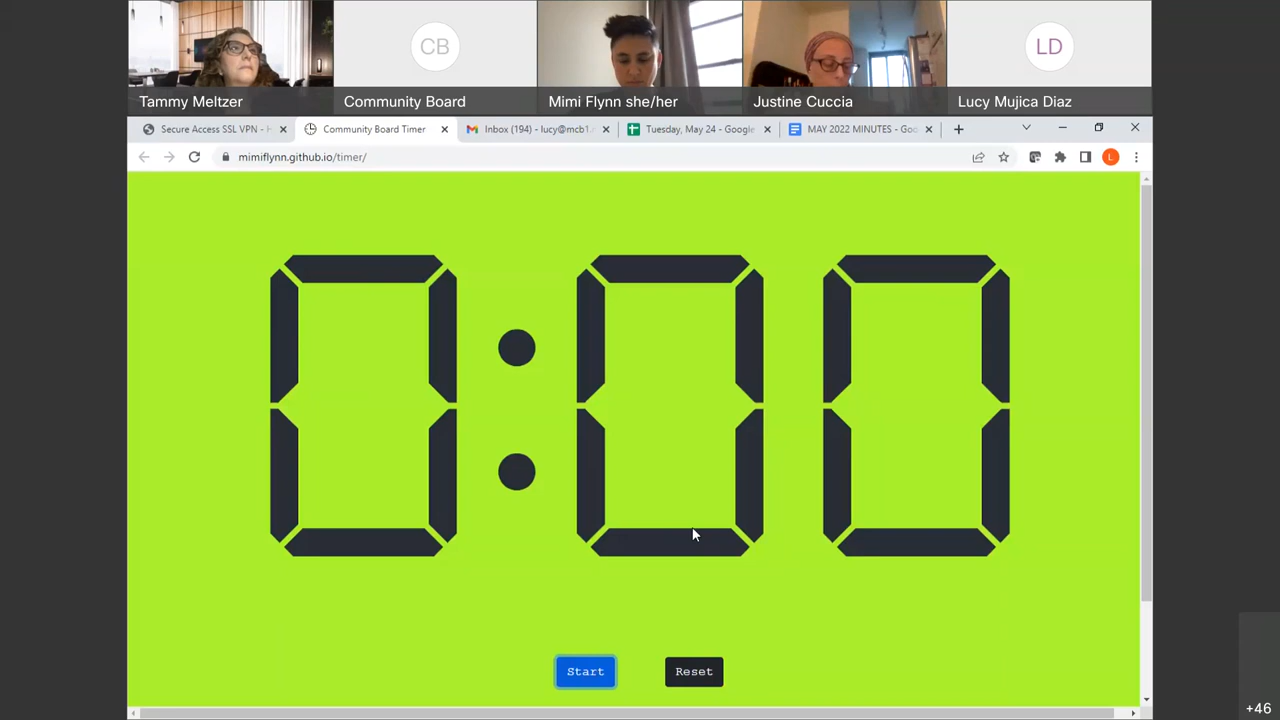 CB
LD
Tammy Meltzer
Community Board
Mimi Flynn she/her
Justine Cuccia
Lucy Mujica Diaz
Secure Access SSL VPN - H
Community Board Timer
Inbox (194) - lucy@mcb1.
Tuesday, May 24 - Google
MAY 2022 MINUTES - Goo
mimiflynn.github.io/timer/
L
0:00
Start
Reset
+46